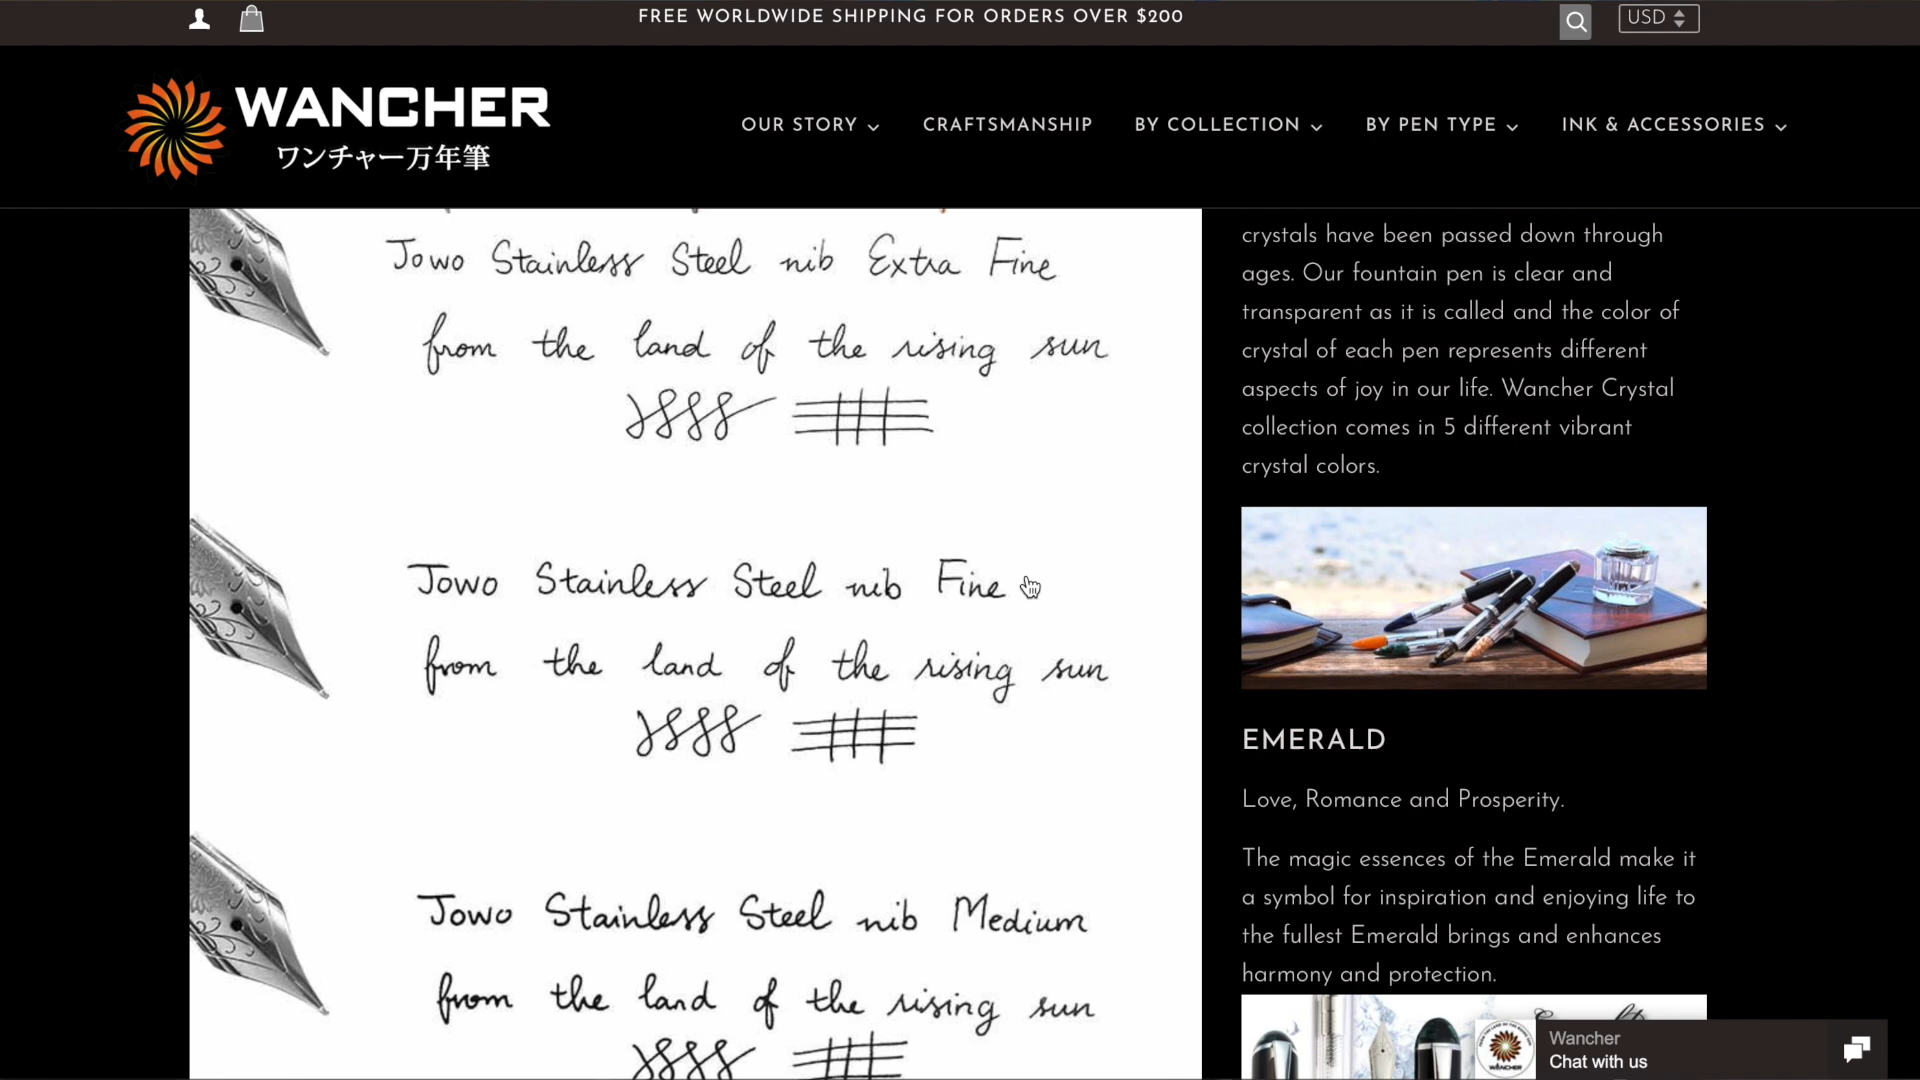 FREE WORLDWIDE SHIPPING FOR ORDERS OVER $200
USD
WANCHER
ワンチャー万年筆
OUR STORY
CRAFTSMANSHIP
BY COLLECTION
BY PEN TYPE
INK & ACCESSORIES
Jowo Stainless Steel nib Extra Fine
from the land of the rising sun
Jowo Stainless Steel nib Fine
from the land of the rising sun
Jowo Stainless Steel nib Medium
from the land of the rising sun
crystals have been passed down through
ages. Our fountain pen is clear and
transparent as it is called and the color of
crystal of each pen represents different
aspects of joy in our life. Wancher Crystal
collection comes in 5 different vibrant
crystal colors.
EMERALD
Love, Romance and Prosperity.
The magic essences of the Emerald make it
a symbol for inspiration and enjoying life to
the fullest Emerald brings and enhances
harmony and protection.
WANCHER
Wancher
Chat with us